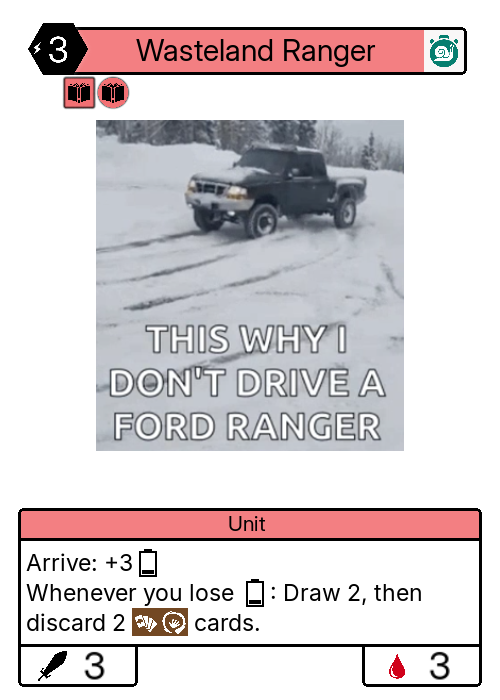 3
Wasteland Ranger
THIS WHY I
DON'T DRIVE A
FORD RANGER
Unit
Arrive: +3
Whenever you lose : Draw 2, then
discard 2 cards.
3
3